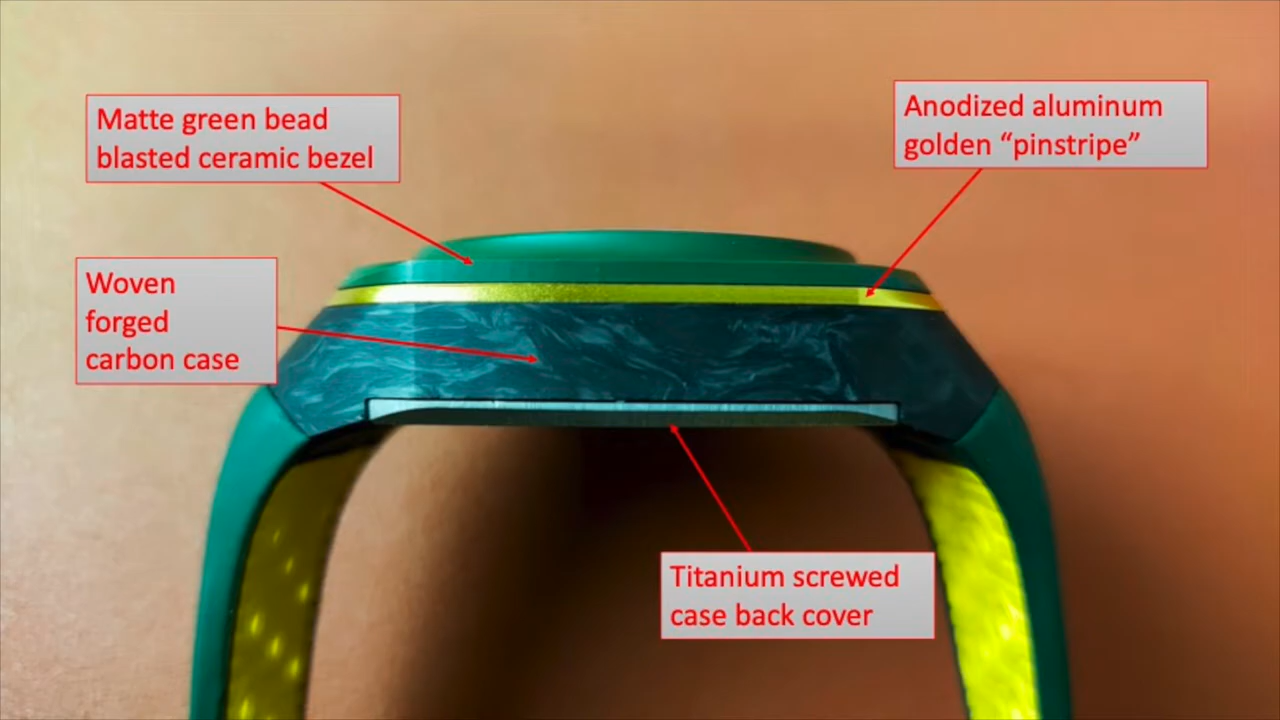 Matte green bead
blasted ceramic bezel
Anodized aluminum
golden “pinstripe”
Woven
forged
carbon case
Titanium screwed
case back cover